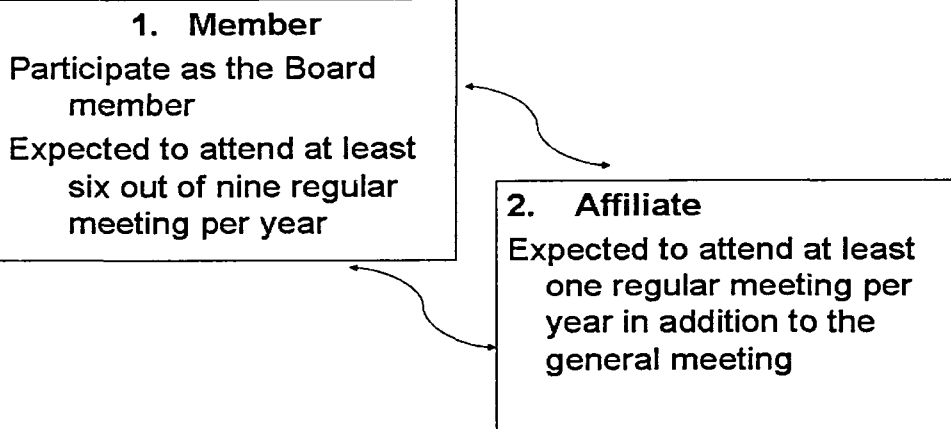 1. Member
Participate as the Board
member
Expected to attend at least
six out of nine regular
meeting per year
2. Affiliate
Expected to attend at least
one regular meeting per
year in addition to the
general meeting